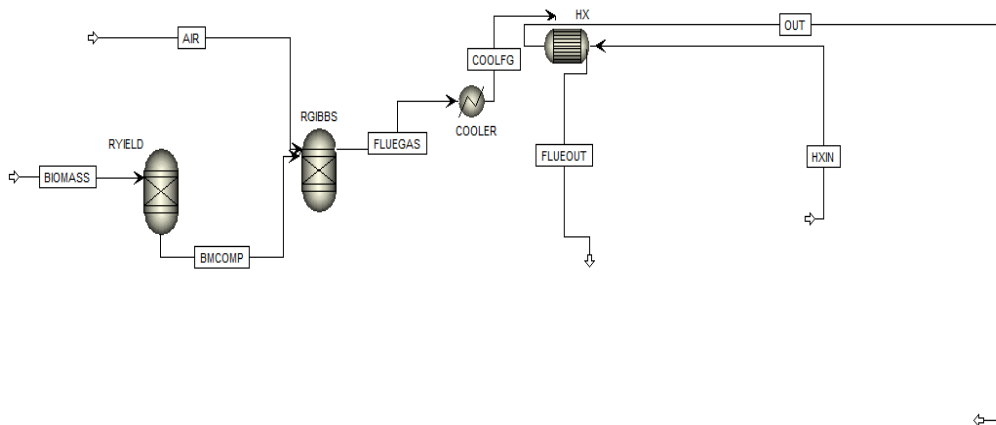 HX
OUT
AIR
COOLFG
RGIBBS
COOLER
FLUEGAS
RYIELD
FLUEOUT
HXIN
BIOMASS
BMCOMP